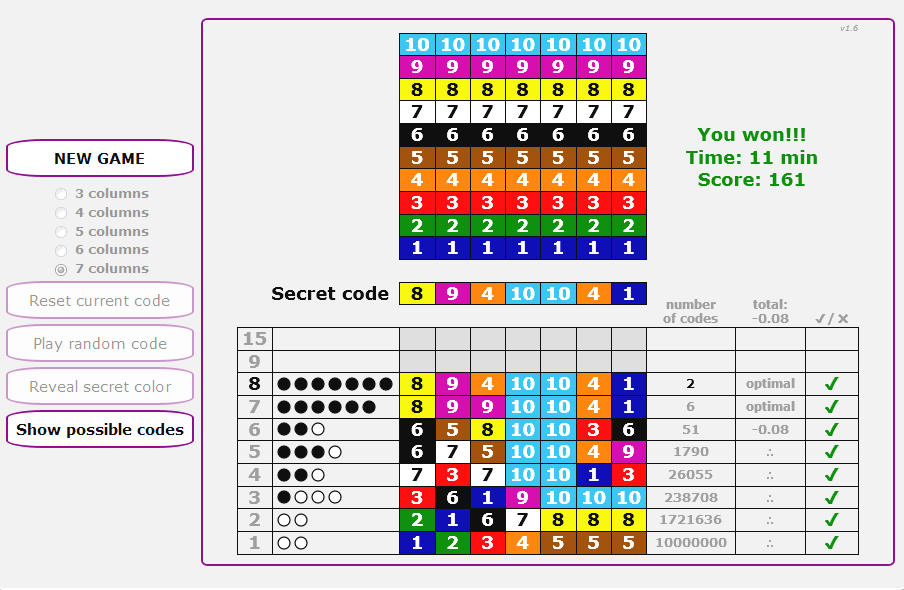 v1.6
10 10 10 10 10 10 10
9 9 9 9 9 9 9
8 8 8 8 8 8 8
7 7 7 7 7 7 7
6 6 6 6 6 6 6
5 5 5 5 5 5 5
4 4 4 4 4 4 4
3 3 3 3 3 3 3
2 2 2 2 2 2 2
1 1 1 1 1 1 1
You won!!!
Time: 11 min
Score: 161
NEW GAME
3 columns
4 columns
5 columns
6 columns
7 columns
Reset current code
Play random code
Reveal secret color
Show possible codes
Secret code 8 9 4 10 10 4 1
number of codes
total: -0.08
✓/✗
15
9
8 8 9 4 10 10 4 1 2 optimal ✓
7 8 9 9 10 10 4 1 6 optimal ✓
6 6 5 8 10 10 3 6 51 -0.08 ✓
5 6 7 5 10 10 4 9 1790 ∴ ✓
4 7 3 7 10 10 1 3 26055 ∴ ✓
3 3 6 1 9 10 10 10 238708 ∴ ✓
2 2 1 6 7 8 8 8 1721636 ∴ ✓
1 1 2 3 4 5 5 5 10000000 ∴ ✓